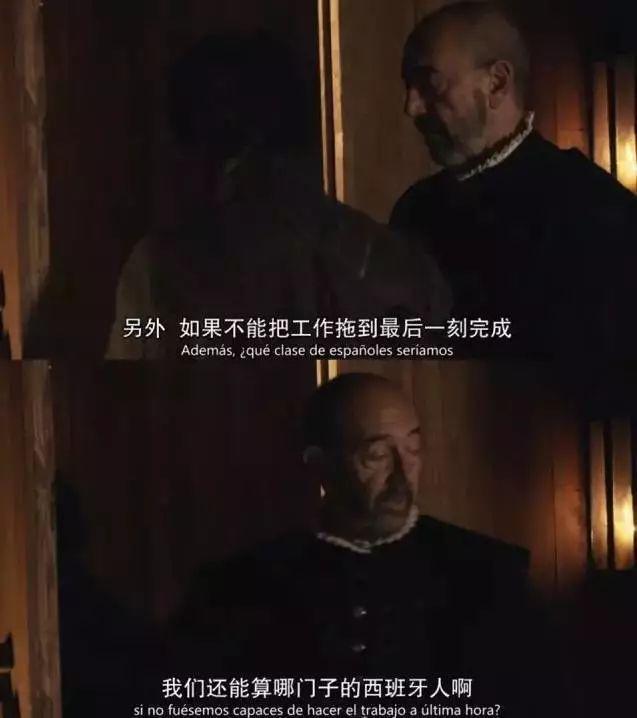 另外 如果不能把工作拖到最后一刻完成
Además, ¿qué clase de españoles seríamos
我们还能算哪门子的西班牙人啊
si no fuésemos capaces de hacer el trabajo a última hora?